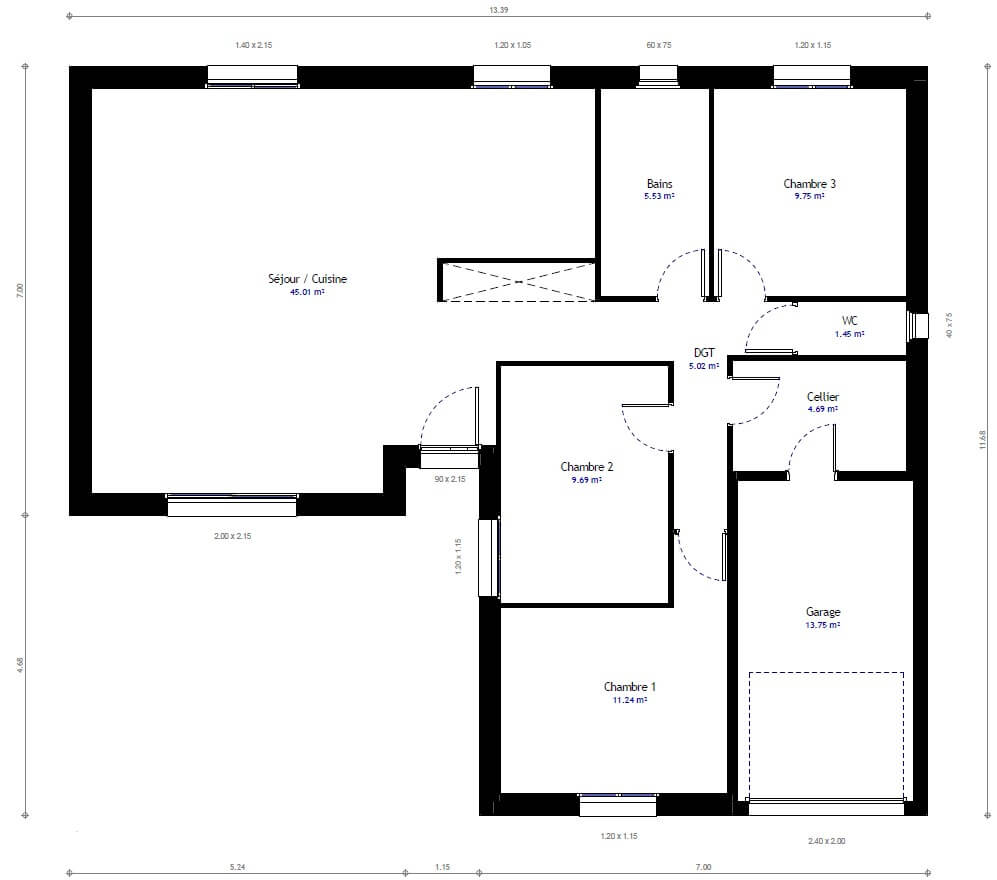 13.39
1.40 x 2.15
1.20 x 1.05
60 x 75
1.20 x 1.15
Bains
5.53 m²
Chambre 3
9.75 m²
Séjour / Cuisine
45.01 m²
7.00
WC
1.45 m²
40 x 75
DGT
5.02 m²
Cellier
4.69 m²
11.68
Chambre 2
9.69 m²
90 x 2.15
2.00 x 2.15
1.20 x 1.15
Garage
13.75 m²
4.68
Chambre 1
11.24 m²
1.20 x 1.15
2.40 x 2.00
5.24
1.15
7.00